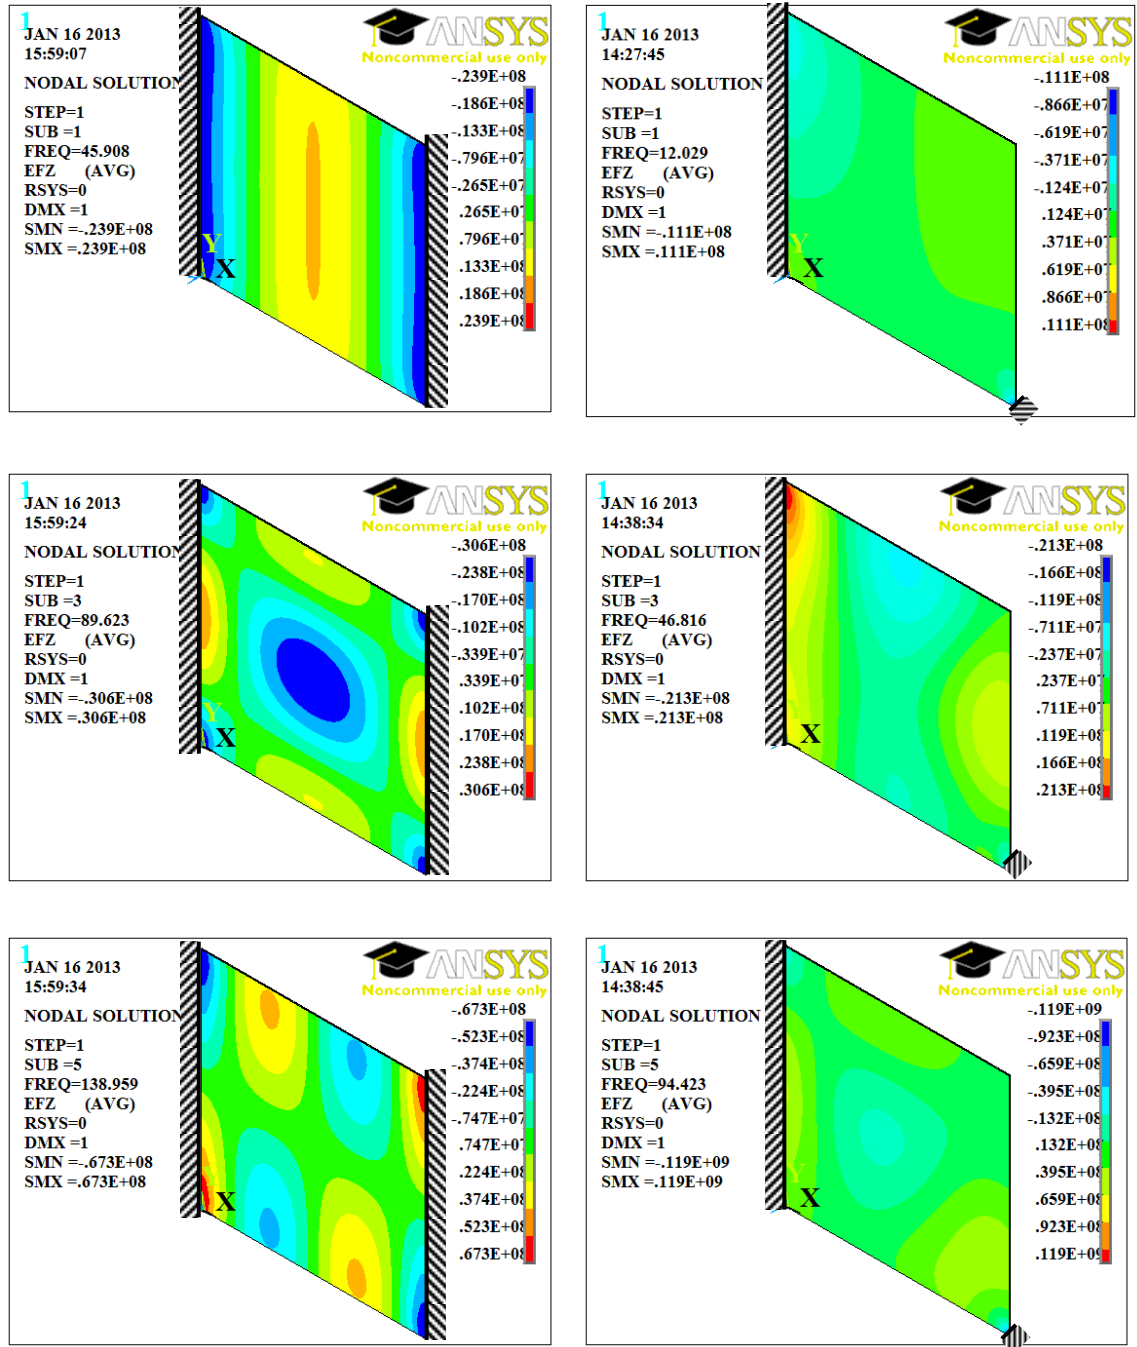 1
JAN 16 2013
15:59:07
NODAL SOLUTION
STEP=1
SUB =1
FREQ=45.908
EFZ (AVG)
RSYS=0
DMX =1
SMN =-.239E+08
SMX =.239E+08
Y
X
ANSYS
Noncommercial use only
-.239E+08
-.186E+08
-.133E+08
-.796E+07
-.265E+07
.265E+07
.796E+07
.133E+08
.186E+08
.239E+08
1
JAN 16 2013
14:27:45
NODAL SOLUTION
STEP=1
SUB =1
FREQ=12.029
EFZ (AVG)
RSYS=0
DMX =1
SMN =-.111E+08
SMX =.111E+08
Y
X
ANSYS
Noncommercial use only
-.111E+08
-.866E+07
-.619E+07
-.371E+07
-.124E+07
.124E+07
.371E+07
.619E+07
.866E+07
.111E+08
1
JAN 16 2013
15:59:24
NODAL SOLUTION
STEP=1
SUB =3
FREQ=89.623
EFZ (AVG)
RSYS=0
DMX =1
SMN =-.306E+08
SMX =.306E+08
Y
X
ANSYS
Noncommercial use only
-.306E+08
-.238E+08
-.170E+08
-.102E+08
-.339E+07
.339E+07
.102E+08
.170E+08
.238E+08
.306E+08
1
JAN 16 2013
14:38:34
NODAL SOLUTION
STEP=1
SUB =3
FREQ=46.816
EFZ (AVG)
RSYS=0
DMX =1
SMN =-.213E+08
SMX =.213E+08
X
ANSYS
Noncommercial use only
-.213E+08
-.166E+08
-.119E+08
-.711E+07
-.237E+07
.237E+07
.711E+07
.119E+08
.166E+08
.213E+08
1
JAN 16 2013
15:59:34
NODAL SOLUTION
STEP=1
SUB =5
FREQ=138.959
EFZ (AVG)
RSYS=0
DMX =1
SMN =-.673E+08
SMX =.673E+08
X
ANSYS
Noncommercial use only
-.673E+08
-.523E+08
-.374E+08
-.224E+08
-.747E+07
.747E+07
.224E+08
.374E+08
.523E+08
.673E+08
1
JAN 16 2013
14:38:45
NODAL SOLUTION
STEP=1
SUB =5
FREQ=94.423
EFZ (AVG)
RSYS=0
DMX =1
SMN =-.119E+09
SMX =.119E+09
Y
X
ANSYS
Noncommercial use only
-.119E+09
-.923E+08
-.659E+08
-.395E+08
-.132E+08
.132E+08
.395E+08
.659E+08
.923E+08
.119E+09